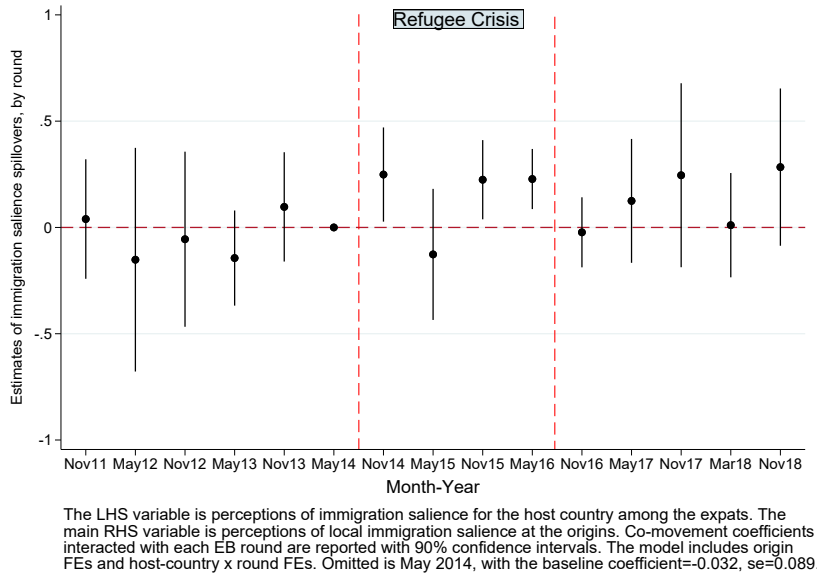 Refugee Crisis
Estimates of immigration salience spillovers, by round
1
.5
0
-.5
-1
Nov11 May12 Nov12 May13 Nov13 May14 Nov14 May15 Nov15 May16 Nov16 May17 Nov17 Mar18 Nov18
Month-Year
The LHS variable is perceptions of immigration salience for the host country among the expats. The
main RHS variable is perceptions of local immigration salience at the origins. Co-movement coefficients
interacted with each EB round are reported with 90% confidence intervals. The model includes origin
FEs and host-country x round FEs. Omitted is May 2014, with the baseline coefficient=-0.032, se=0.089.